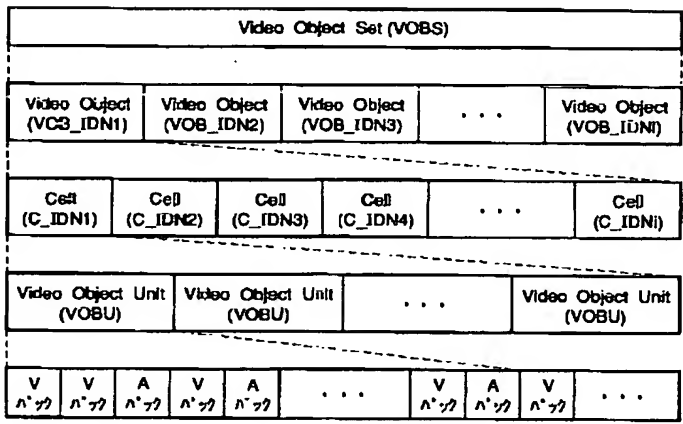 Video Object Set (VOBS)
Video Object Video Object Video Object Video Object
(VC3_IDN1) (VOB_IDN2) (VOB_IDN3) · · · (VOB_IDNi)
Cell Cell Cell Cell Cell
(C_IDN1) (C_IDN2) (C_IDN3) (C_IDN4) · · · (C_IDNi)
Video Object Unit Video Object Unit · · · Video Object Unit
(VOBU) (VOBU) (VOBU)
V V A V A · · · V A V · · ·
パック パック パック パック パック パック パック パック